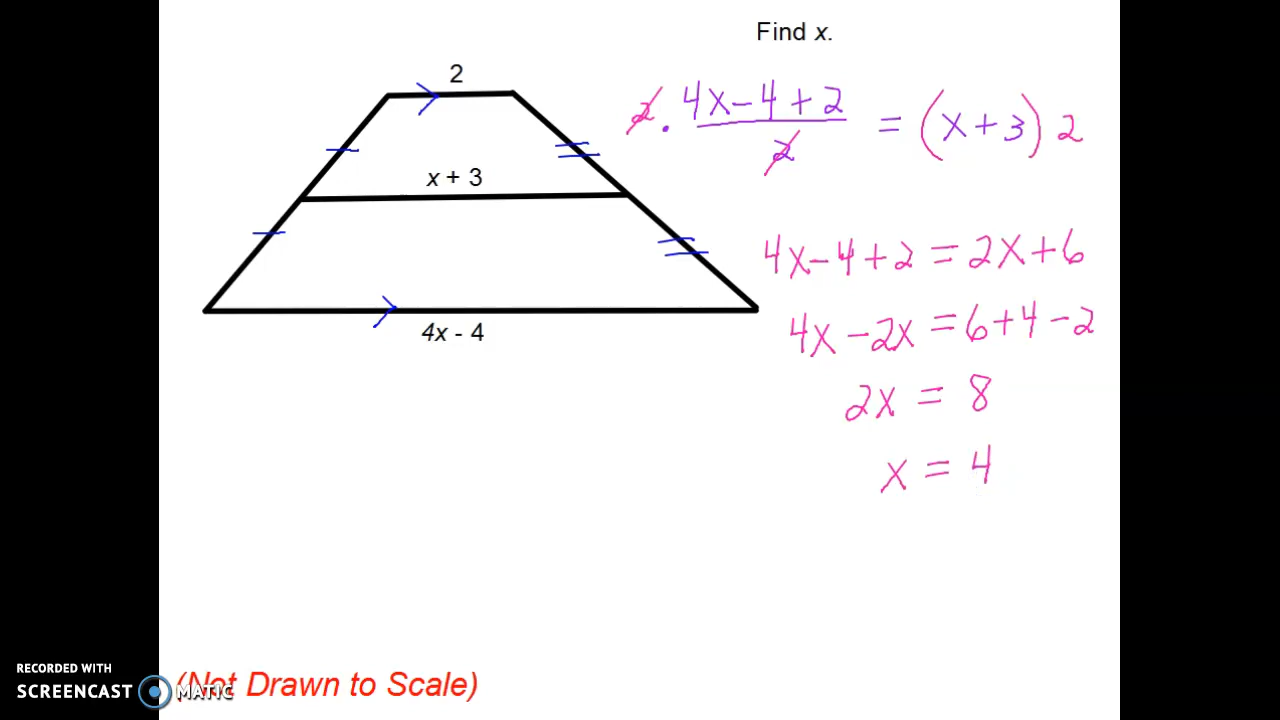 Find x.
2
2 · 4x-4+2 / 2 = (x+3) 2
x + 3
4x-4+2 = 2x+6
4x - 4
4x -2x = 6+4-2
2x = 8
x = 4
RECORDED WITH
SCREENCAST MATIC
(Not Drawn to Scale)